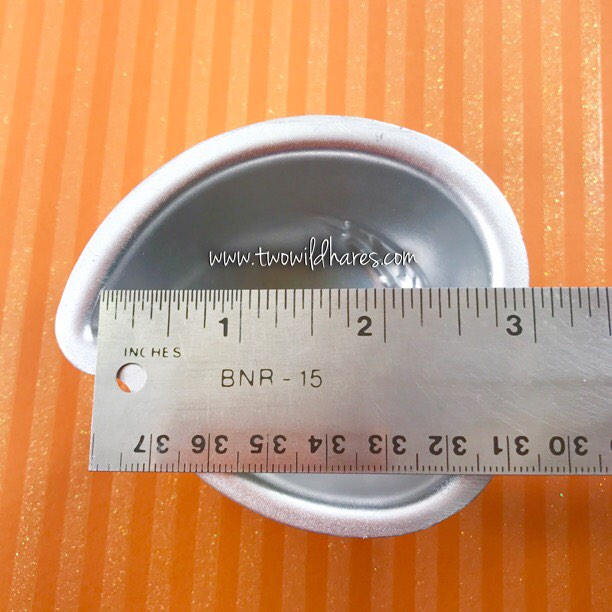 www.twowildhares.com
1 2 3
INCHES
BNR - 15
37 36 35 34 33 32 31 30